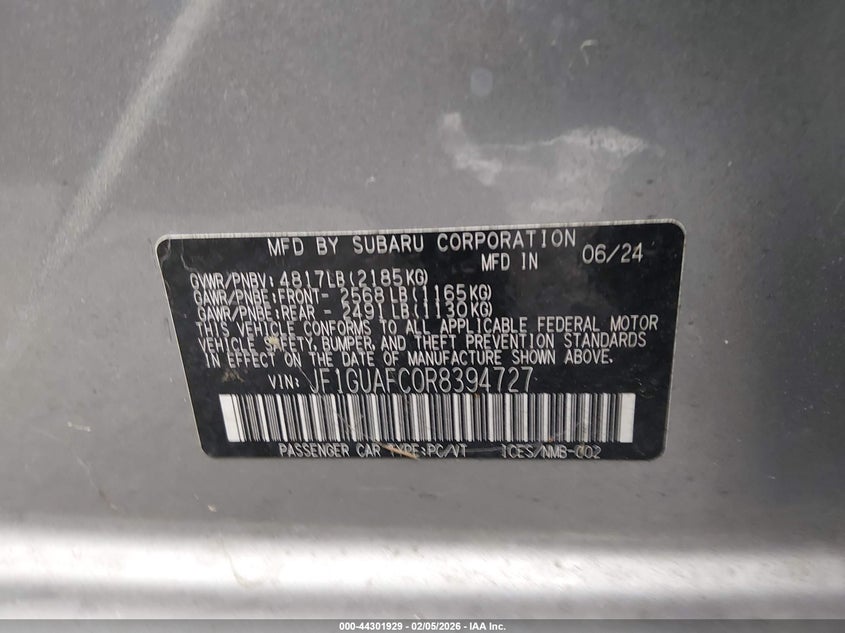 MFD BY SUBARU CORPORATION
MFD IN 06/24
GVWR/PNBV: 4817LB(2185KG)
GAWR/PNBE:FRONT- 2568LB(1165KG)
GAWR/PNBE:REAR - 2491LB(1130KG)
THIS VEHICLE CONFORMS TO ALL APPLICABLE FEDERAL MOTOR
VEHICLE SAFETY, BUMPER, AND THEFT PREVENTION STANDARDS
IN EFFECT ON THE DATE OF MANUFACTURE SHOWN ABOVE.
VIN: JF1GUAFC0R8394727
PASSENGER CAR TYPE:PC/VT ICES/NMB-002
000-44301929 - 02/05/2026 - IAA Inc.